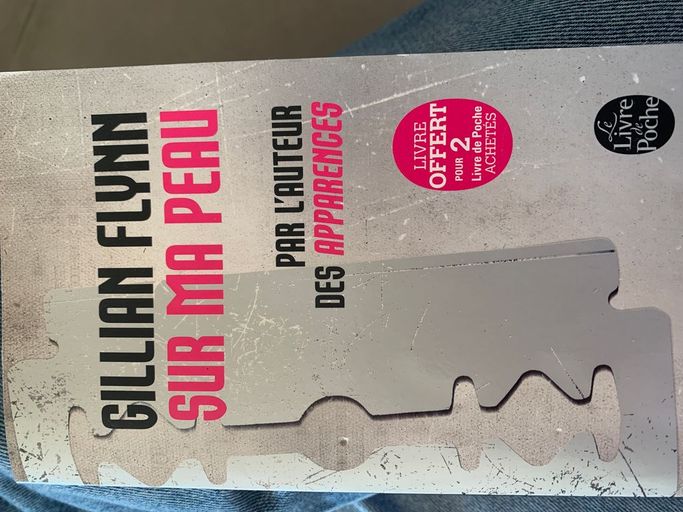 GILLIAN FLYNN
SUR MA PEAU
PAR L'AUTEUR
DES APPARENCES
LIVRE
OFFERT
POUR 2
Livre de Poche
ACHETÉS
Le
Livre
de
Poche